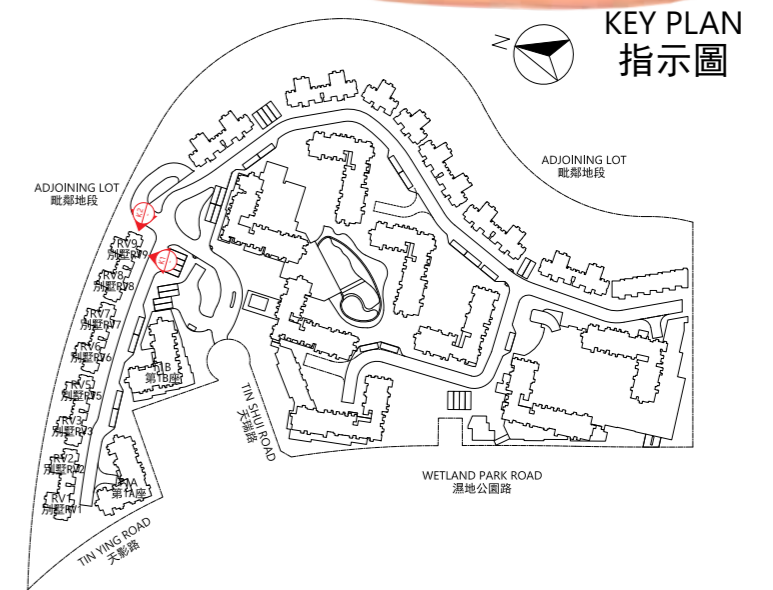 KEY PLAN
指示圖
N
ADJOINING LOT
毗鄰地段
ADJOINING LOT
毗鄰地段
K2
K1
RV9
別墅RV9
RV8
別墅RV8
RV7
別墅RV7
RV6
別墅RV6
RV5
別墅RV5
RV3
別墅RV3
RV2
別墅RV2
RV1
別墅RV1
第1B座
第1A座
TIN SHUI ROAD
天瑞路
WETLAND PARK ROAD
濕地公園路
TIN YING ROAD
天影路